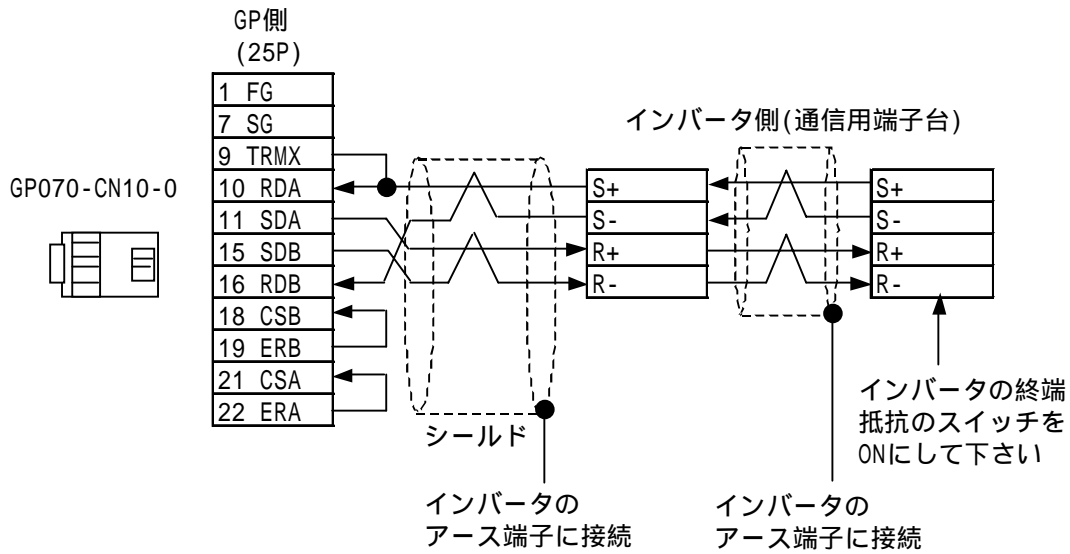 GP側
(25P)
1 FG
7 SG
9 TRMX
10 RDA
11 SDA
15 SDB
16 RDB
18 CSB
19 ERB
21 CSA
22 ERA
GP070-CN10-0
シールド
インバータ側(通信用端子台)
S+
S-
R+
R-
S+
S-
R+
R-
インバータの
アース端子に接続
インバータの
アース端子に接続
インバータの終端
抵抗のスイッチを
ONにして下さい